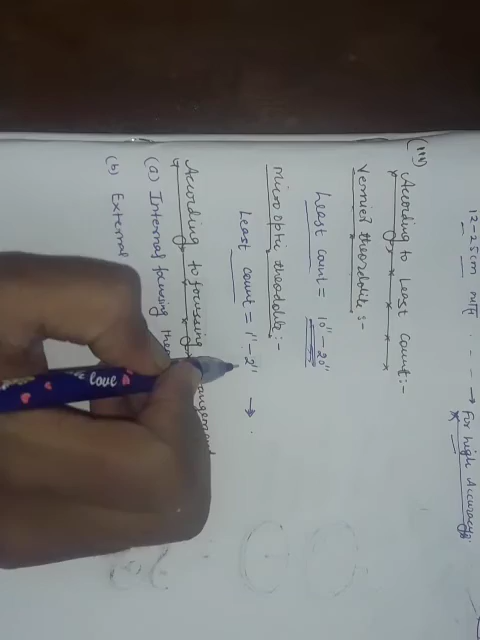 12-25cm
→ For high Accuracy:
(iii) According to Least Count:-
Vernier theodolite:-
Least count = 10"-20"
micro optic theodolite:-
Least count = 1"-2" →
According to focussing
(a) Internal focusing
(b) External
love